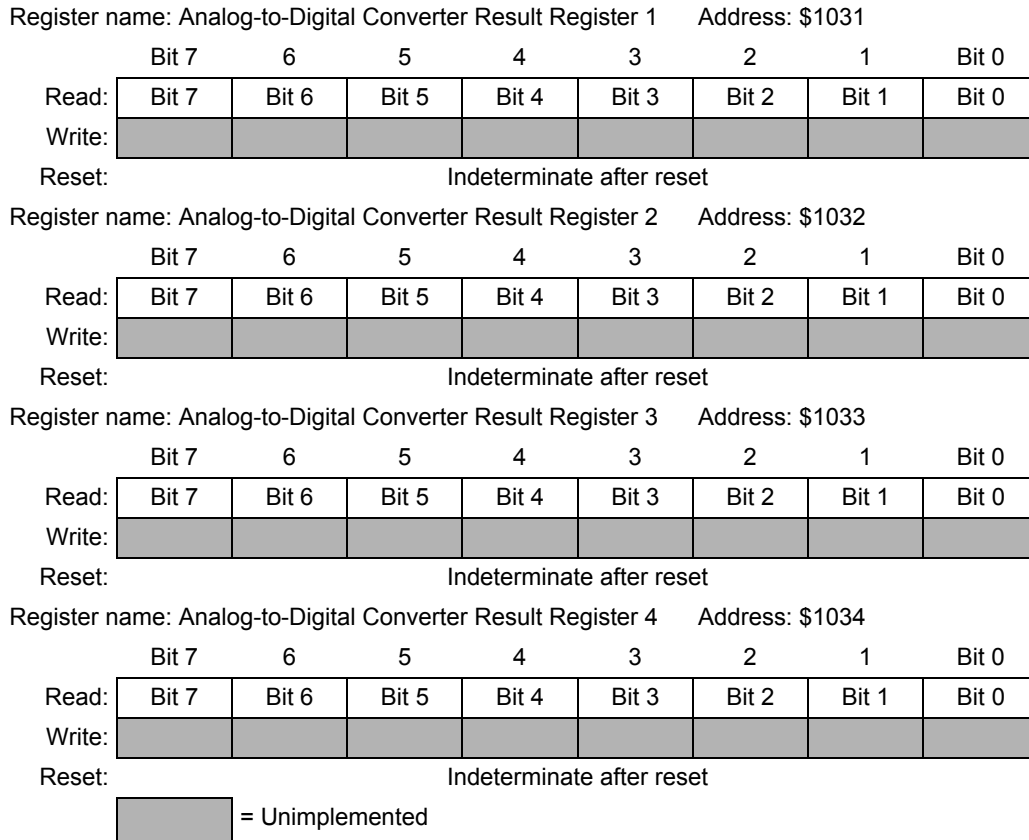 Register name: Analog-to-Digital Converter Result Register 1 Address: $1031
Bit 7 6 5 4 3 2 1 Bit 0
Read: Bit 7 Bit 6 Bit 5 Bit 4 Bit 3 Bit 2 Bit 1 Bit 0
Write:
Reset: Indeterminate after reset
Register name: Analog-to-Digital Converter Result Register 2 Address: $1032
Bit 7 6 5 4 3 2 1 Bit 0
Read: Bit 7 Bit 6 Bit 5 Bit 4 Bit 3 Bit 2 Bit 1 Bit 0
Write:
Reset: Indeterminate after reset
Register name: Analog-to-Digital Converter Result Register 3 Address: $1033
Bit 7 6 5 4 3 2 1 Bit 0
Read: Bit 7 Bit 6 Bit 5 Bit 4 Bit 3 Bit 2 Bit 1 Bit 0
Write:
Reset: Indeterminate after reset
Register name: Analog-to-Digital Converter Result Register 4 Address: $1034
Bit 7 6 5 4 3 2 1 Bit 0
Read: Bit 7 Bit 6 Bit 5 Bit 4 Bit 3 Bit 2 Bit 1 Bit 0
Write:
Reset: Indeterminate after reset
= Unimplemented